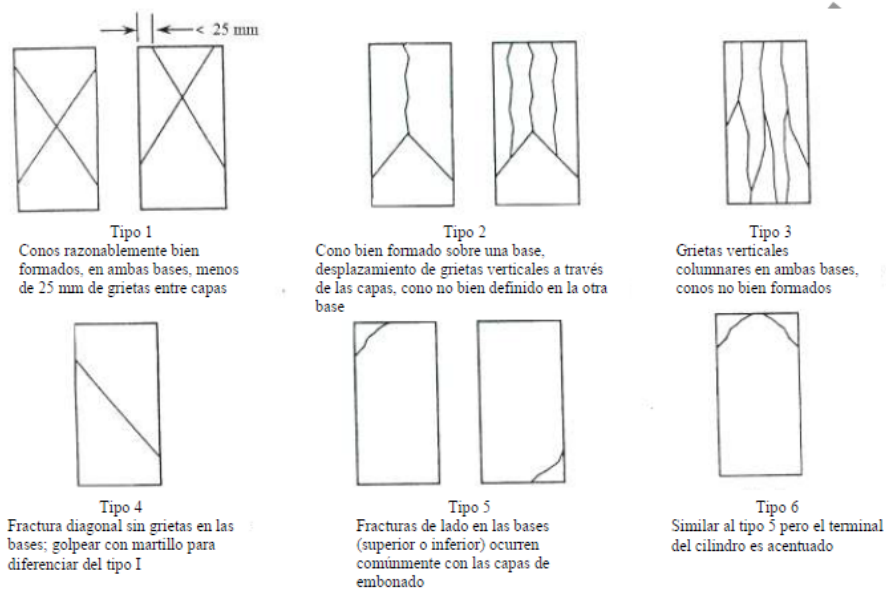 < 25 mm
Tipo 1
Conos razonablemente bien
formados, en ambas bases, menos
de 25 mm de grietas entre capas
Tipo 2
Cono bien formado sobre una base,
desplazamiento de grietas verticales a través
de las capas, cono no bien definido en la otra
base
Tipo 3
Grietas verticales
columnares en ambas bases,
conos no bien formados
Tipo 4
Fractura diagonal sin grietas en las
bases; golpear con martillo para
diferenciar del tipo I
Tipo 5
Fracturas de lado en las bases
(superior o inferior) ocurren
comúnmente con las capas de
embonado
Tipo 6
Similar al tipo 5 pero el terminal
del cilindro es acentuado